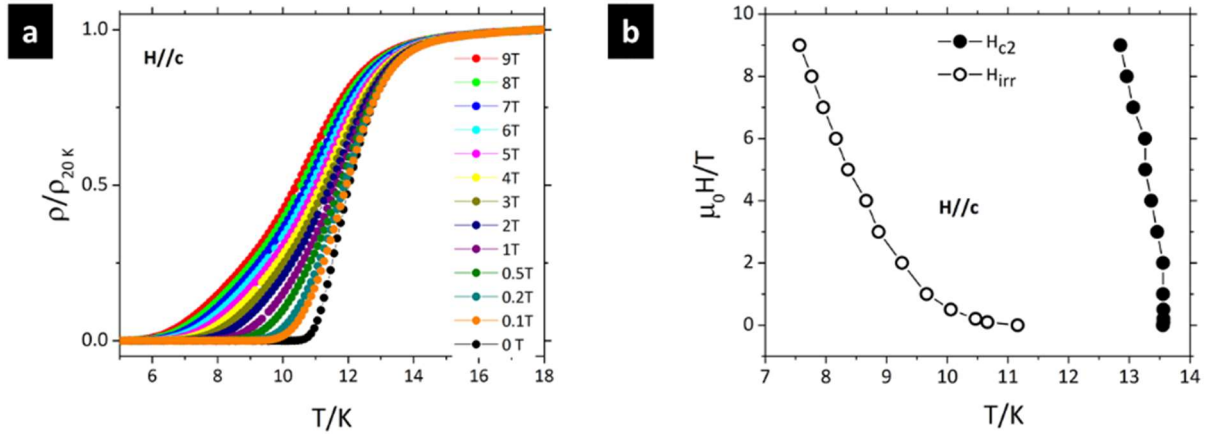 a
H//c
9T
8T
7T
6T
5T
4T
3T
2T
1T
0.5T
0.2T
0.1T
0 T
1.0
0.5
0.0
ρ/ρ20 K
6 8 10 12 14 16 18
T/K
b
Hc2
Hirr
H//c
10
8
6
4
2
0
μ0H/T
7 8 9 10 11 12 13 14
T/K